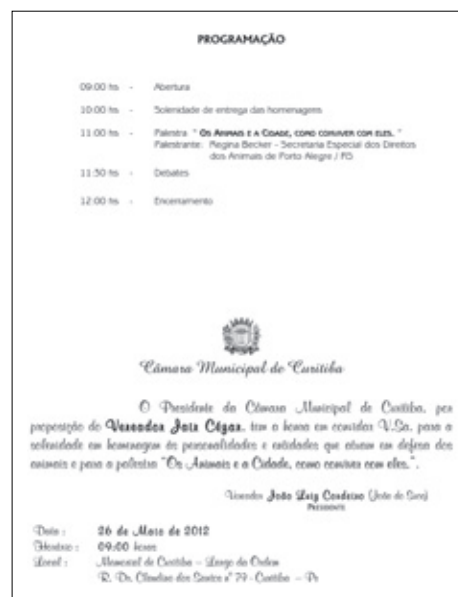 PROGRAMAÇÃO
09:00 hs - Abertura
10:00 hs - Solenidade de entrega das homenagens
11:00 hs - Palestra "OS ANIMAIS E A CIDADE, COMO CONVIVER COM ELES."
Palestrante: Regina Becker - Secretaria Especial dos Direitos
dos Animais de Porto Alegre / RS
11:50 hs - Debates
12:00 hs - Encerramento
Câmara Municipal de Curitiba
O Presidente da Câmara Municipal de Curitiba, por
proposição do Vereador Jair Cézar, tem a honra em convidar V.Sa. para a
solenidade em homenagem às personalidades e entidades que atuam em defesa dos
animais e para a palestra "Os Animais e a Cidade, como conviver com eles.".
Vereador João Luiz Cordeiro (João do Suco)
PRESIDENTE
Data : 26 de Maio de 2012
Horário : 09:00 horas
Local : Memorial de Curitiba – Largo da Ordem
R. Dr. Claudino dos Santos nº 79 - Curitiba – Pr